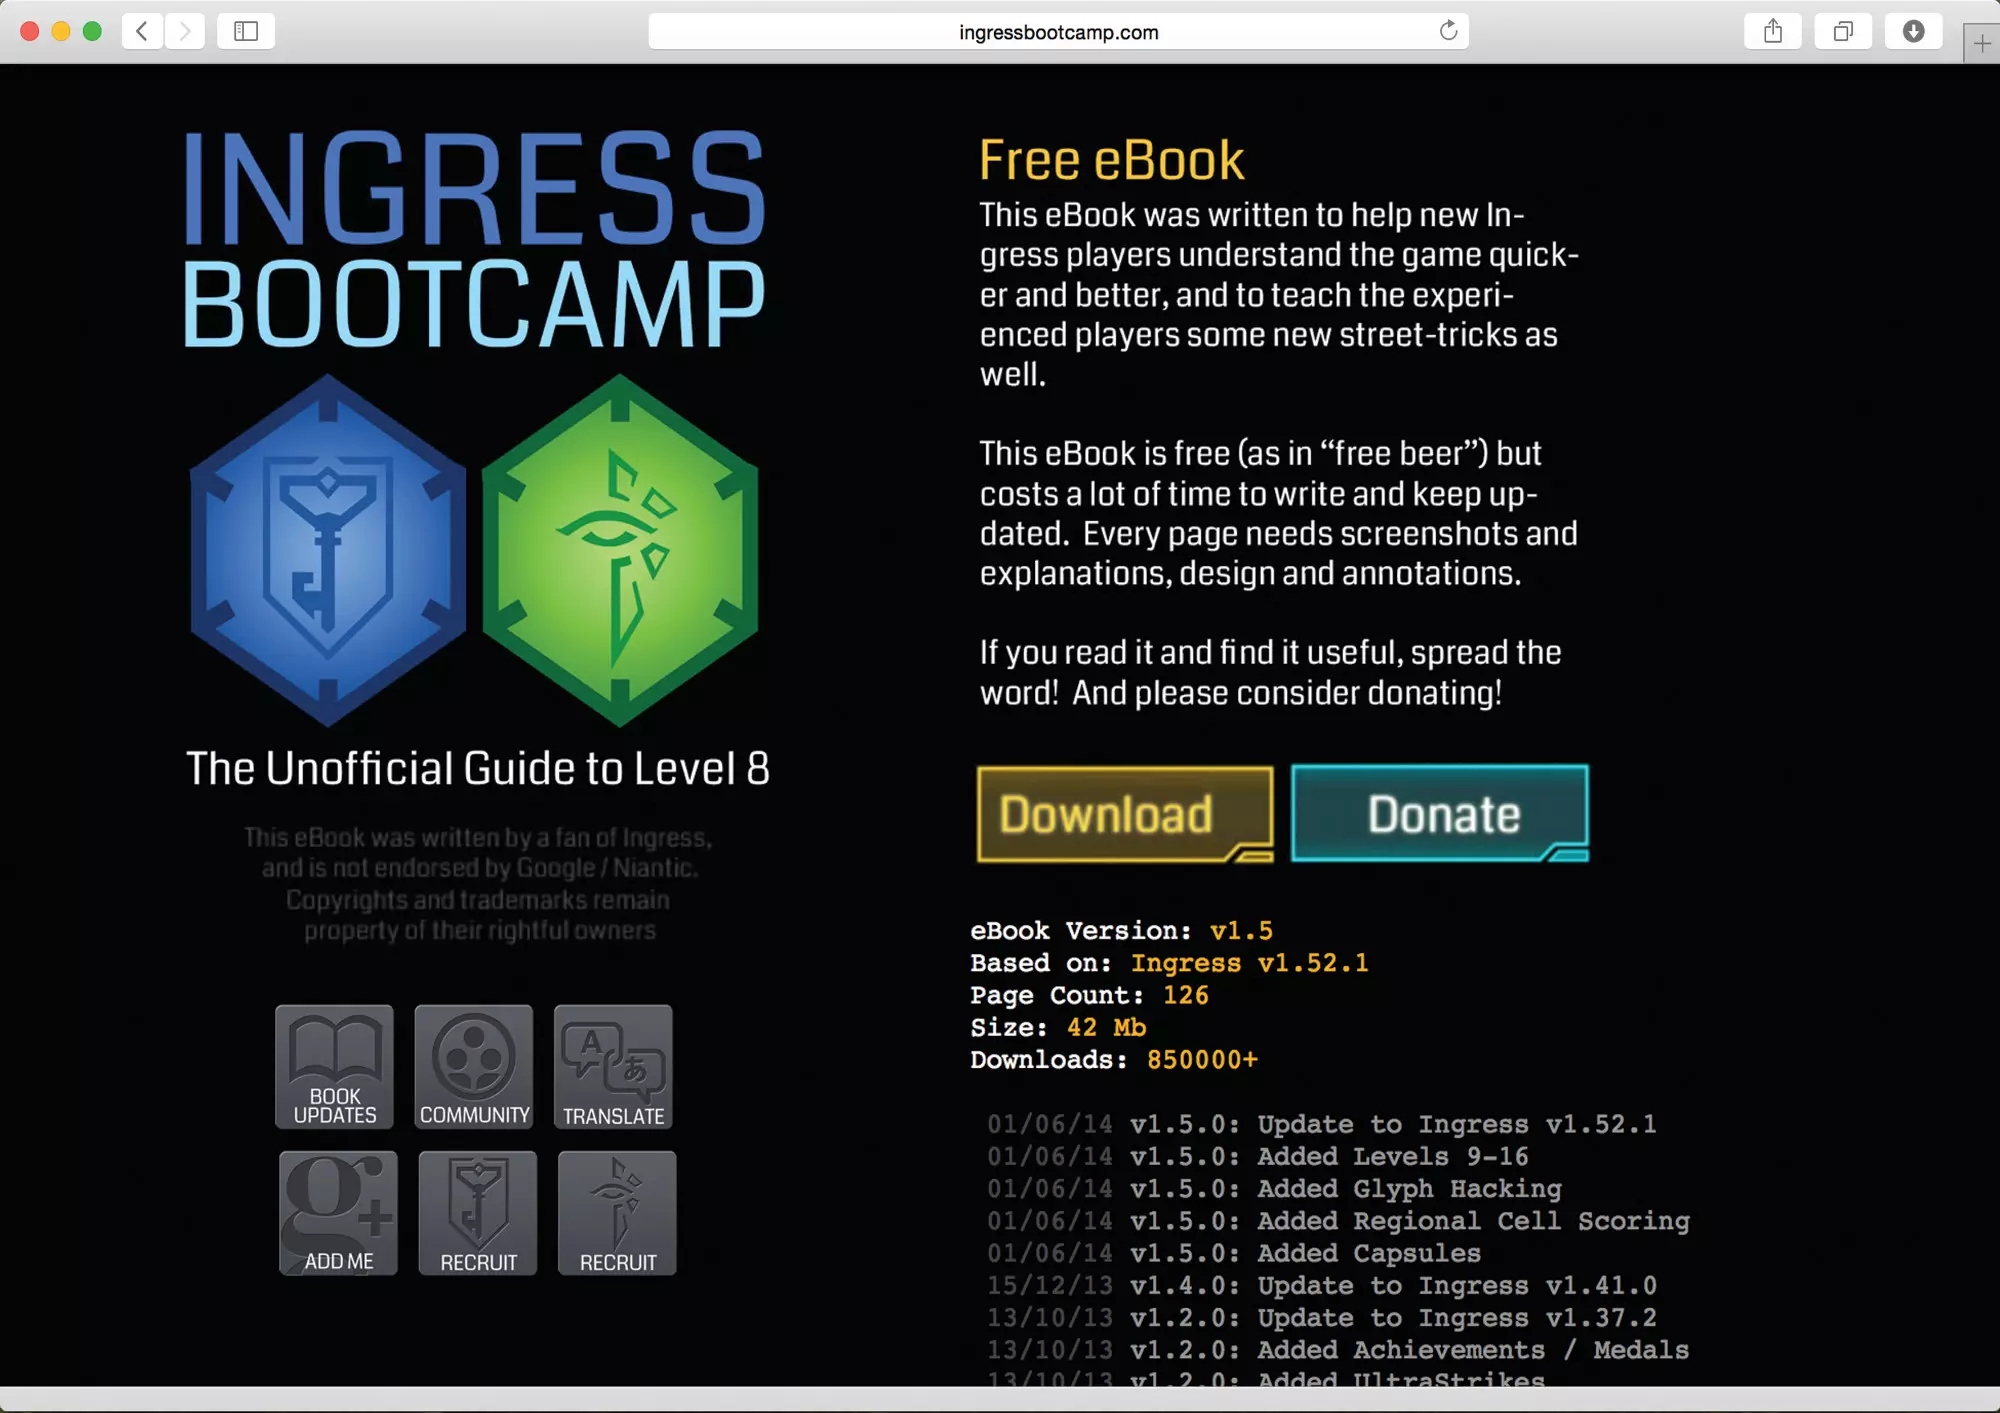 ingressbootcamp.com
INGRESS
BOOTCAMP
The Unofficial Guide to Level 8
This eBook was written by a fan of Ingress,
and is not endorsed by Google / Niantic.
Copyrights and trademarks remain
property of their rightful owners
BOOK
UPDATES
COMMUNITY
A
あ
TRANSLATE
g+
ADD ME
RECRUIT
RECRUIT
Free eBook
This eBook was written to help new In-
gress players understand the game quick-
er and better, and to teach the experi-
enced players some new street-tricks as
well.
This eBook is free (as in “free beer”) but
costs a lot of time to write and keep up-
dated.  Every page needs screenshots and
explanations, design and annotations.
If you read it and find it useful, spread the
word!  And please consider donating!
Download
Donate
eBook Version: v1.5
Based on: Ingress v1.52.1
Page Count: 126
Size: 42 Mb
Downloads: 850000+
01/06/14 v1.5.0: Update to Ingress v1.52.1
01/06/14 v1.5.0: Added Levels 9-16
01/06/14 v1.5.0: Added Glyph Hacking
01/06/14 v1.5.0: Added Regional Cell Scoring
01/06/14 v1.5.0: Added Capsules
15/12/13 v1.4.0: Update to Ingress v1.41.0
13/10/13 v1.2.0: Update to Ingress v1.37.2
13/10/13 v1.2.0: Added Achievements / Medals
13/10/13 v1.2.0: Added UltraStrikes